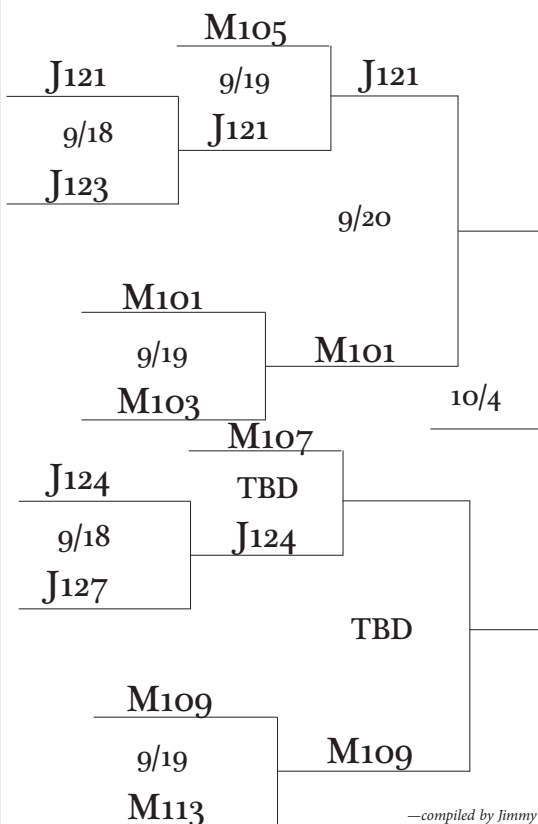 M105
J121
9/19
J121
9/18
J121
J123
9/20
M101
9/19
M101
M103
10/4
M107
J124
TBD
9/18
J124
J127
TBD
M109
9/19
M109
M113
—compiled by Jimmy